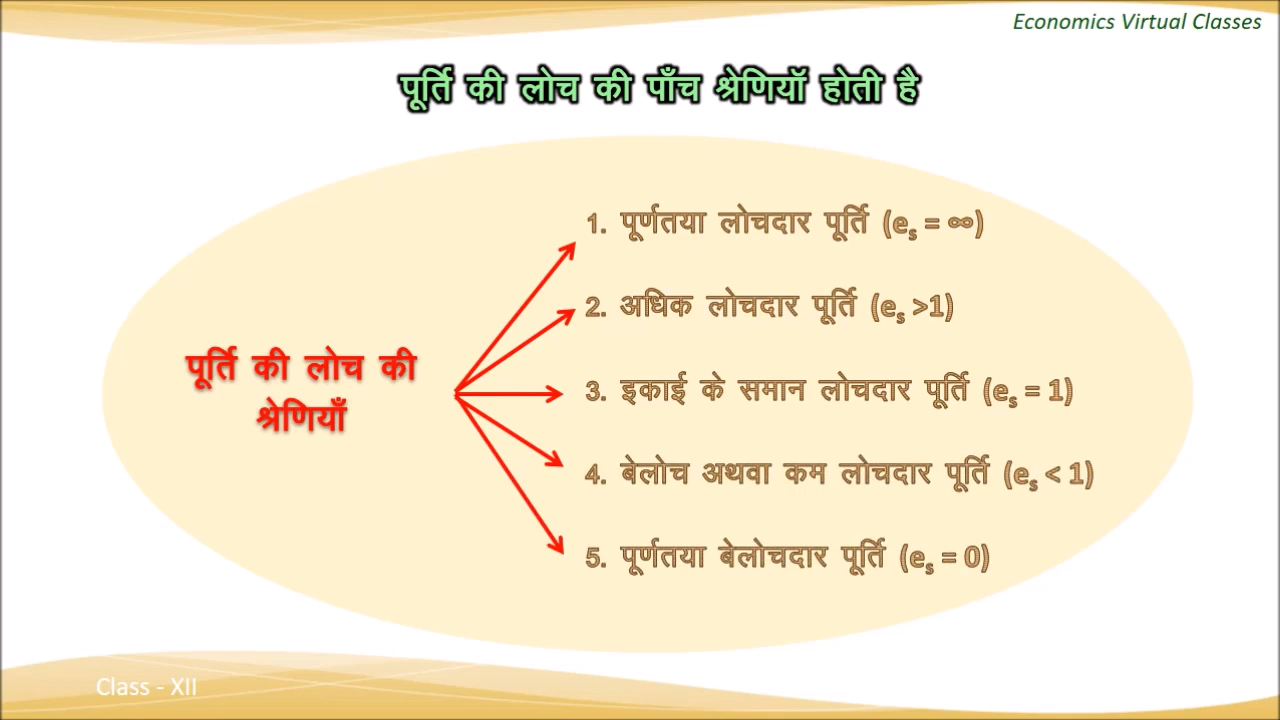 Economics Virtual Classes
पूर्ति की लोच की पाँच श्रेणियॉ होती है
1. पूर्णतया लोचदार पूर्ति (es = ∞)
2. अधिक लोचदार पूर्ति (es >1)
पूर्ति की लोच की
श्रेणियाँ
3. इकाई के समान लोचदार पूर्ति (es = 1)
4. बेलोच अथवा कम लोचदार पूर्ति (es < 1)
5. पूर्णतया बेलोचदार पूर्ति (es = 0)
Class - XII